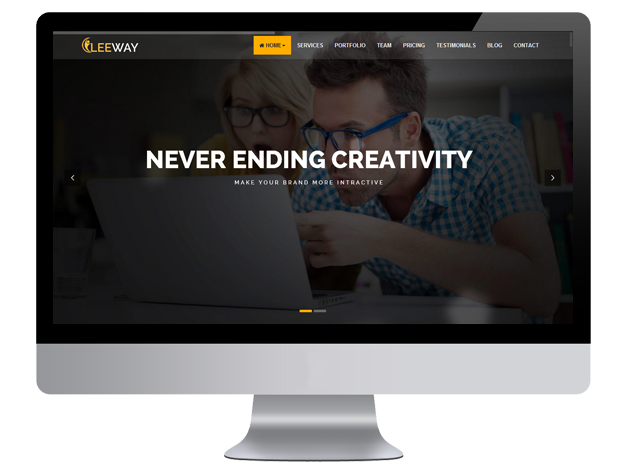 LEEWAY
HOME SERVICES PORTFOLIO TEAM PRICING TESTIMONIALS BLOG CONTACT
NEVER ENDING CREATIVITY
MAKE YOUR BRAND MORE INTRACTIVE